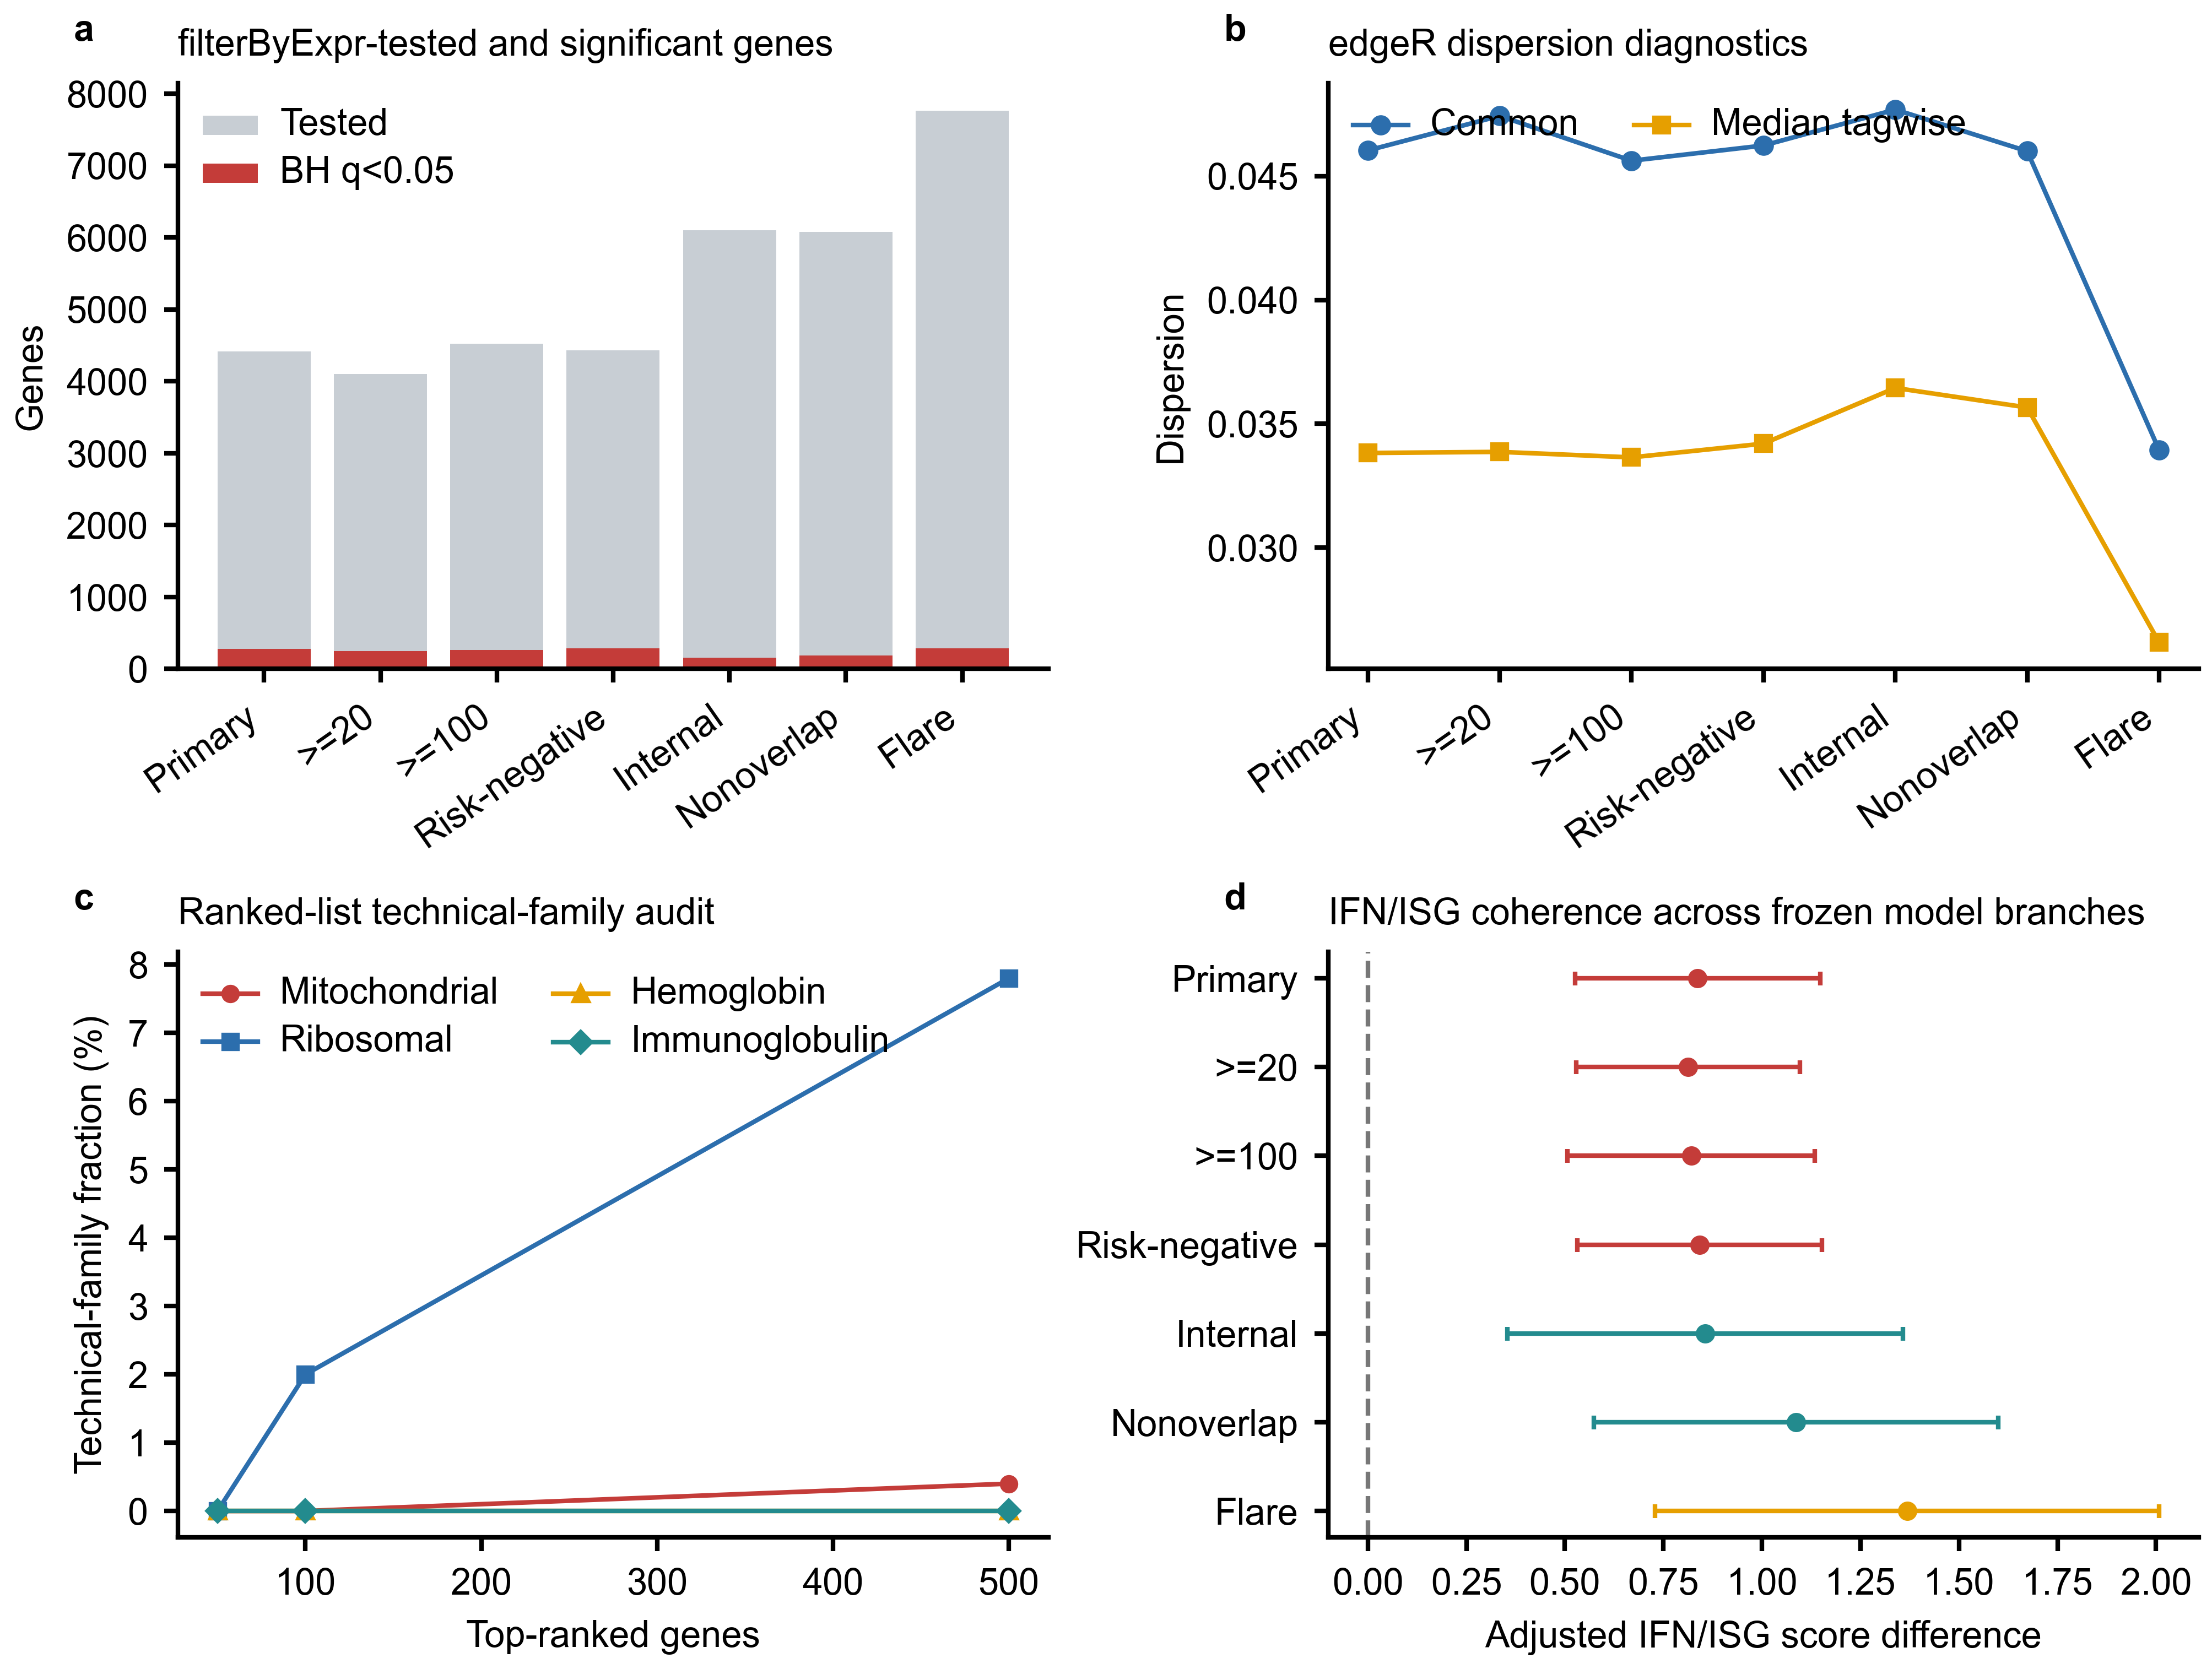 a
filterByExpr-tested and significant genes
8000
7000
6000
5000
4000
3000
2000
1000
0
Genes
Tested
BH q<0.05
Primary
>=20
>=100
Risk-negative
Internal
Nonoverlap
Flare
b
edgeR dispersion diagnostics
Common
Median tagwise
0.045
0.040
0.035
0.030
Dispersion
Primary
>=20
>=100
Risk-negative
Internal
Nonoverlap
Flare
c
Ranked-list technical-family audit
8
7
6
5
4
3
2
1
0
Technical-family fraction (%)
Mitochondrial
Ribosomal
Hemoglobin
Immunoglobulin
100 200 300 400 500
Top-ranked genes
d
IFN/ISG coherence across frozen model branches
Primary
>=20
>=100
Risk-negative
Internal
Nonoverlap
Flare
0.00 0.25 0.50 0.75 1.00 1.25 1.50 1.75 2.00
Adjusted IFN/ISG score difference